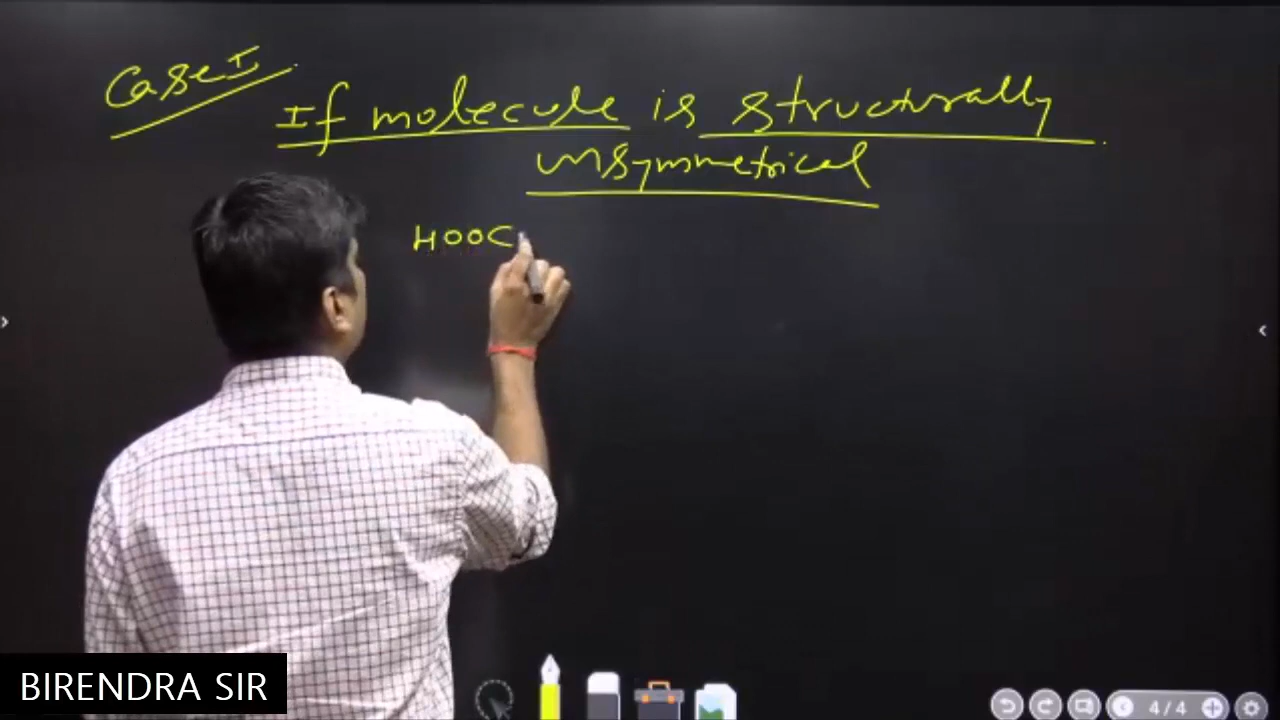 Case I
If molecule is structurally
unsymmetrical
HOOC
BIRENDRA SIR
4/4